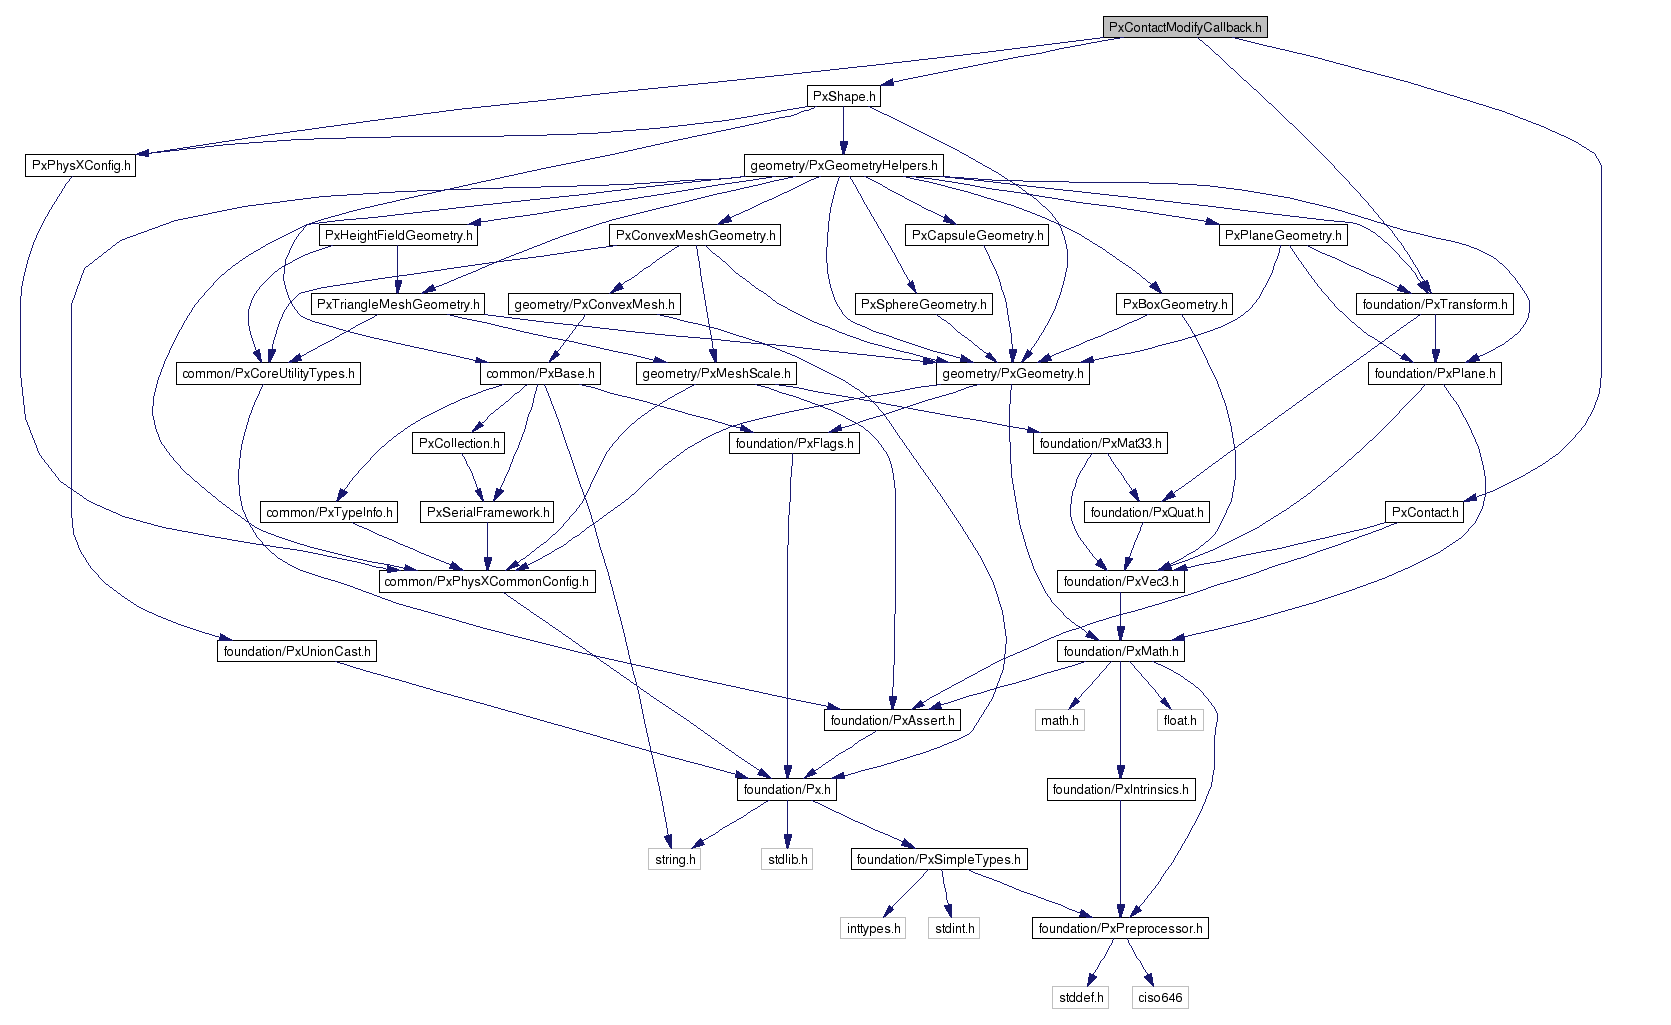 PxContactModifyCallback.h
PxShape.h
PxPhysXConfig.h
geometry/PxGeometryHelpers.h
PxHeightFieldGeometry.h
PxConvexMeshGeometry.h
PxCapsuleGeometry.h
PxPlaneGeometry.h
PxTriangleMeshGeometry.h
geometry/PxConvexMesh.h
PxSphereGeometry.h
PxBoxGeometry.h
foundation/PxTransform.h
common/PxCoreUtilityTypes.h
common/PxBase.h
geometry/PxMeshScale.h
geometry/PxGeometry.h
foundation/PxPlane.h
PxCollection.h
foundation/PxFlags.h
foundation/PxMat33.h
common/PxTypeInfo.h
PxSerialFramework.h
foundation/PxQuat.h
PxContact.h
common/PxPhysXCommonConfig.h
foundation/PxVec3.h
foundation/PxUnionCast.h
foundation/PxMath.h
foundation/PxAssert.h
math.h
float.h
foundation/Px.h
foundation/PxIntrinsics.h
string.h
stdlib.h
foundation/PxSimpleTypes.h
inttypes.h
stdint.h
foundation/PxPreprocessor.h
stddef.h
ciso646